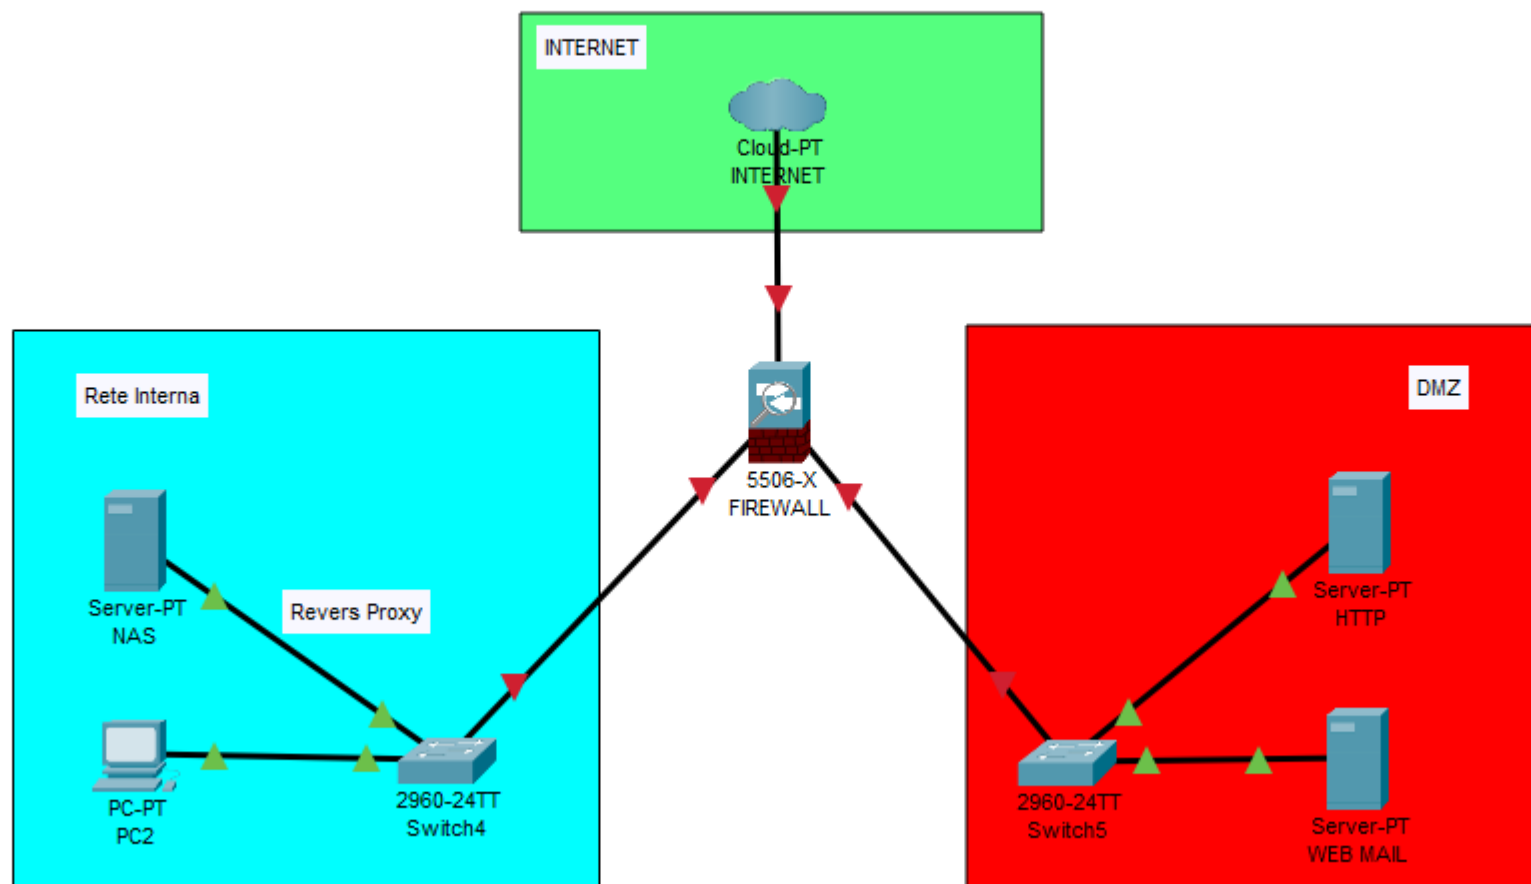 INTERNET
Cloud-PT
INTERNET
Rete Interna
DMZ
5506-X
FIREWALL
Server-PT
NAS
Revers Proxy
Server-PT
HTTP
PC-PT
PC2
2960-24TT
Switch4
2960-24TT
Switch5
Server-PT
WEB MAIL